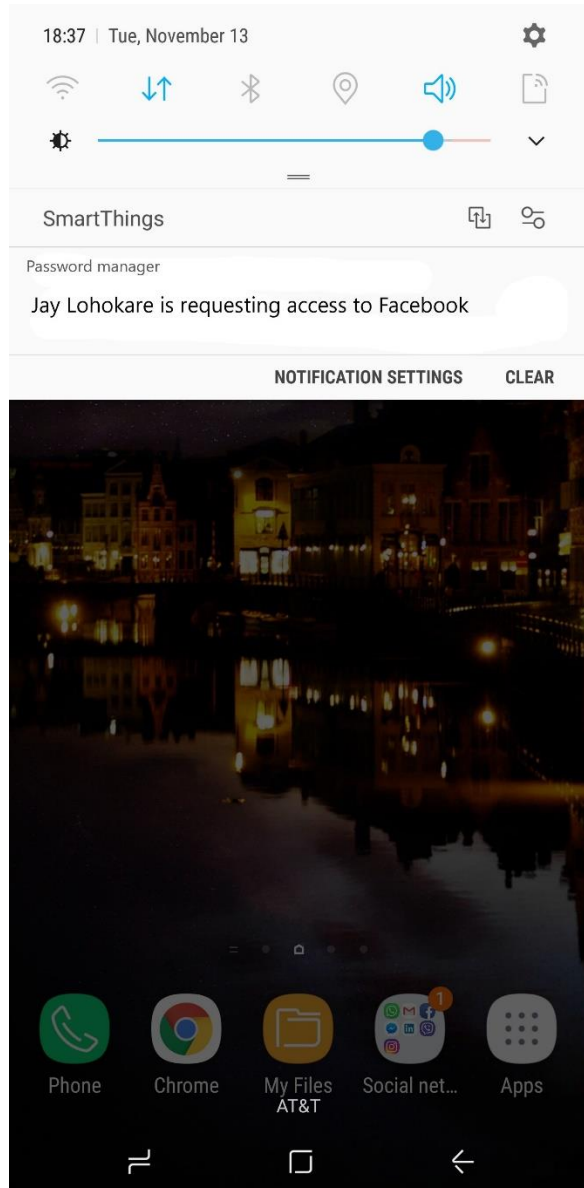 18:37 | Tue, November 13
SmartThings
Password manager
Jay Lohokare is requesting access to Facebook
NOTIFICATION SETTINGS CLEAR
1
Phone Chrome My Files Social net... Apps
AT&T